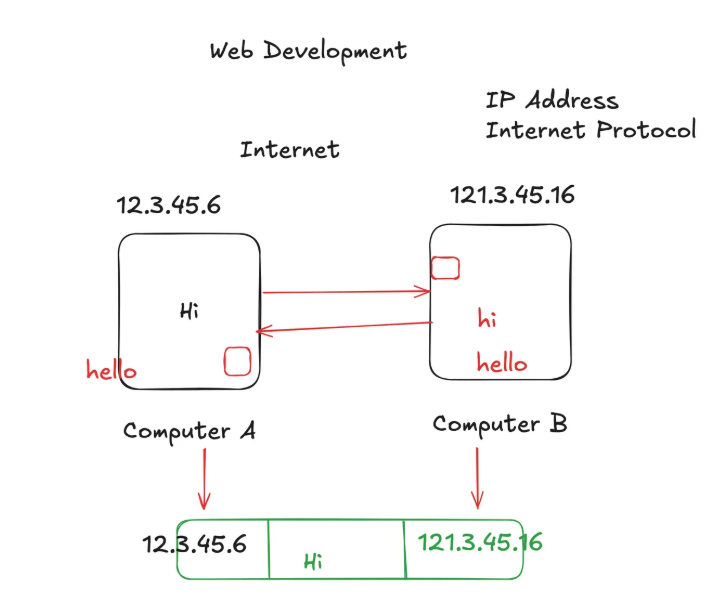 Web Development
IP Address
Internet Protocol
Internet
12.3.45.6
121.3.45.16
Hi
hi
hello
hello
Computer A
Computer B
12.3.45.6
Hi
121.3.45.16